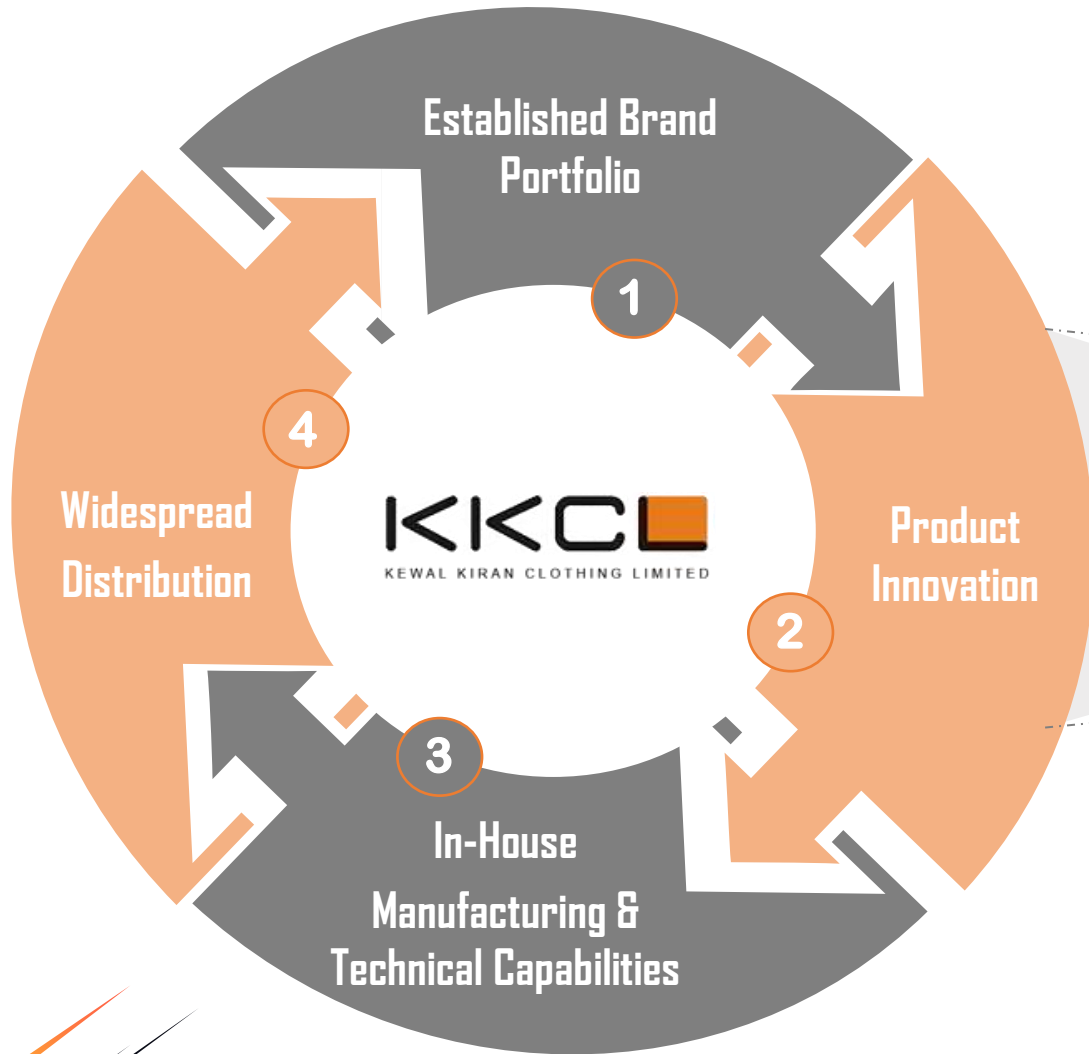 Established Brand
Portfolio
1
Product
Innovation
2
3
In-House
Manufacturing &
Technical Capabilities
4
Widespread
Distribution
KKCL
KEWAL KIRAN CLOTHING LIMITED